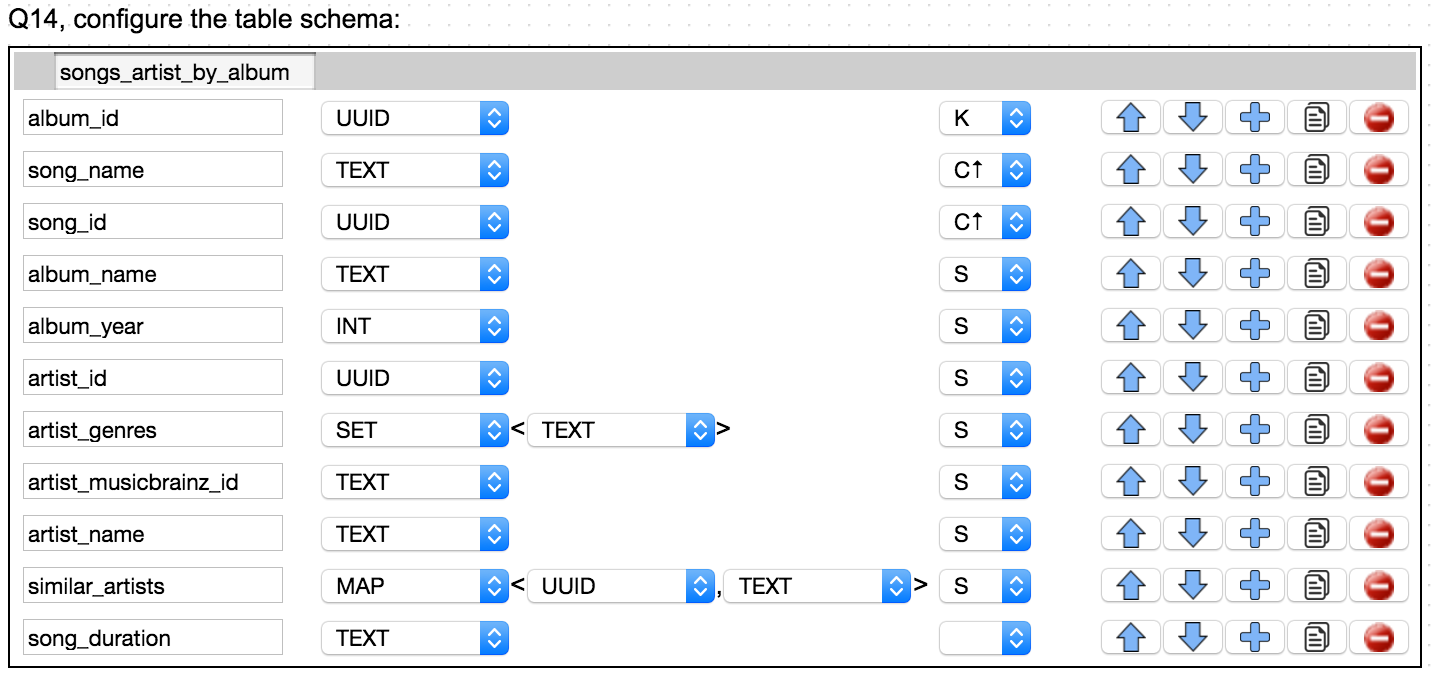 Q14, configure the table schema:
songs_artist_by_album
album_id UUID K
song_name TEXT C↑
song_id UUID C↑
album_name TEXT S
album_year INT S
artist_id UUID S
artist_genres SET < TEXT > S
artist_musicbrainz_id TEXT S
artist_name TEXT S
similar_artists MAP < UUID , TEXT > S
song_duration TEXT